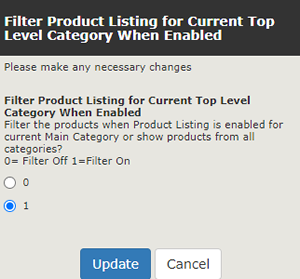 Filter Product Listing for Current Top
Level Category When Enabled
Please make any necessary changes
Filter Product Listing for Current Top Level
Category When Enabled
Filter the products when Product Listing is enabled for
current Main Category or show products from all
categories?
0= Filter Off 1=Filter On
0
1
Update Cancel